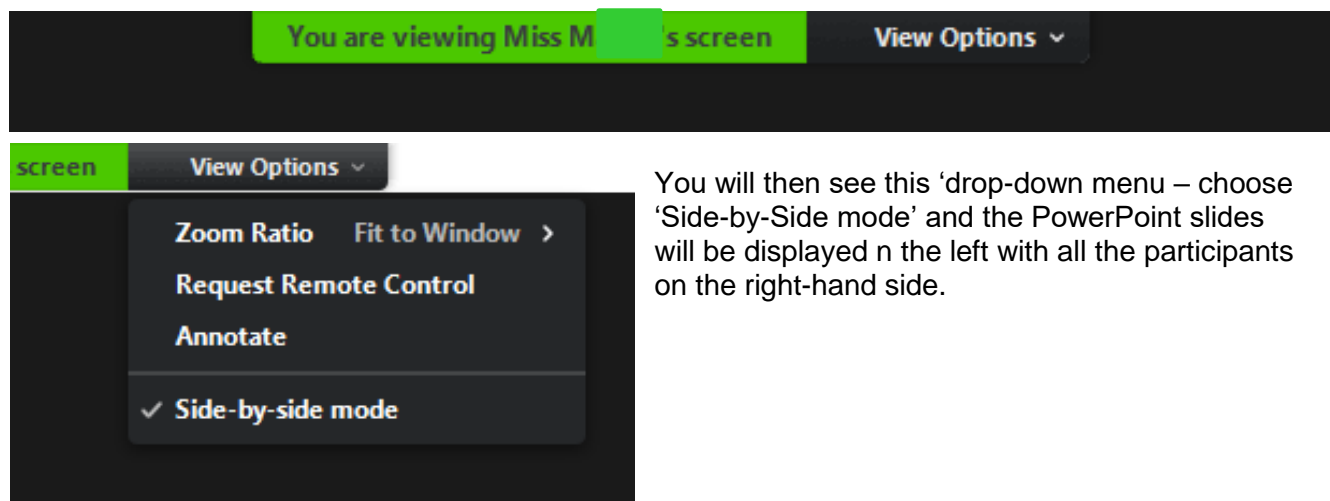 You are viewing Miss M 's screen View Options
screen View Options
Zoom Ratio Fit to Window >
Request Remote Control
Annotate
✓ Side-by-side mode
You will then see this ‘drop-down menu – choose
‘Side-by-Side mode’ and the PowerPoint slides
will be displayed n the left with all the participants
on the right-hand side.